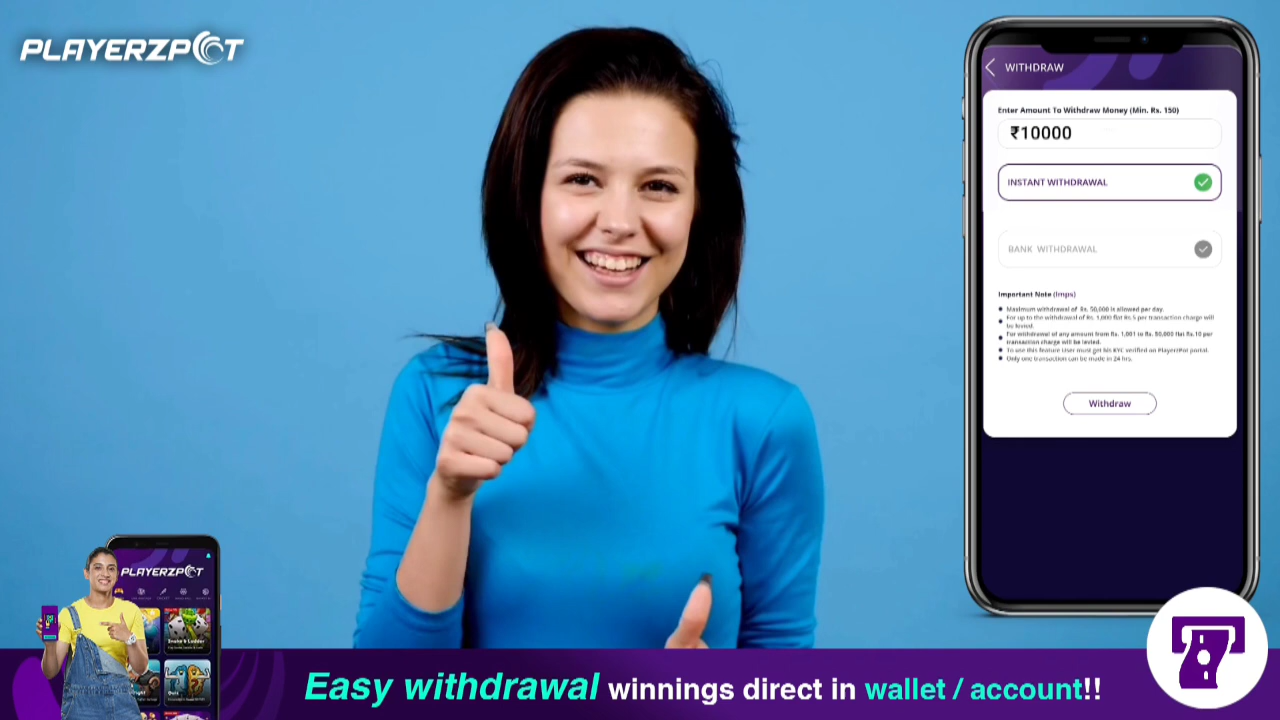 PLAYERZPOT
WITHDRAW
Enter Amount To Withdraw Money (Min. Rs. 150)
₹10000
INSTANT WITHDRAWAL
BANK WITHDRAWAL
Important Note (Imps)
Maximum withdrawal of Rs. 50,000 is allowed per day.
For up to the withdrawal of Rs. 1,000 flat Rs.5 per transaction charge will
be levied.
For withdrawal of any amount from Rs. 1,001 to Rs. 50,000 flat Rs.10 per
transaction charge will be levied.
To use this feature User must get his KYC verified on PlayerzPot portal.
Only one transaction can be made in 24 hrs.
Withdraw
PLAYERZPOT
Snake & Ladder
Quiz
Easy withdrawal winnings direct in wallet / account!!